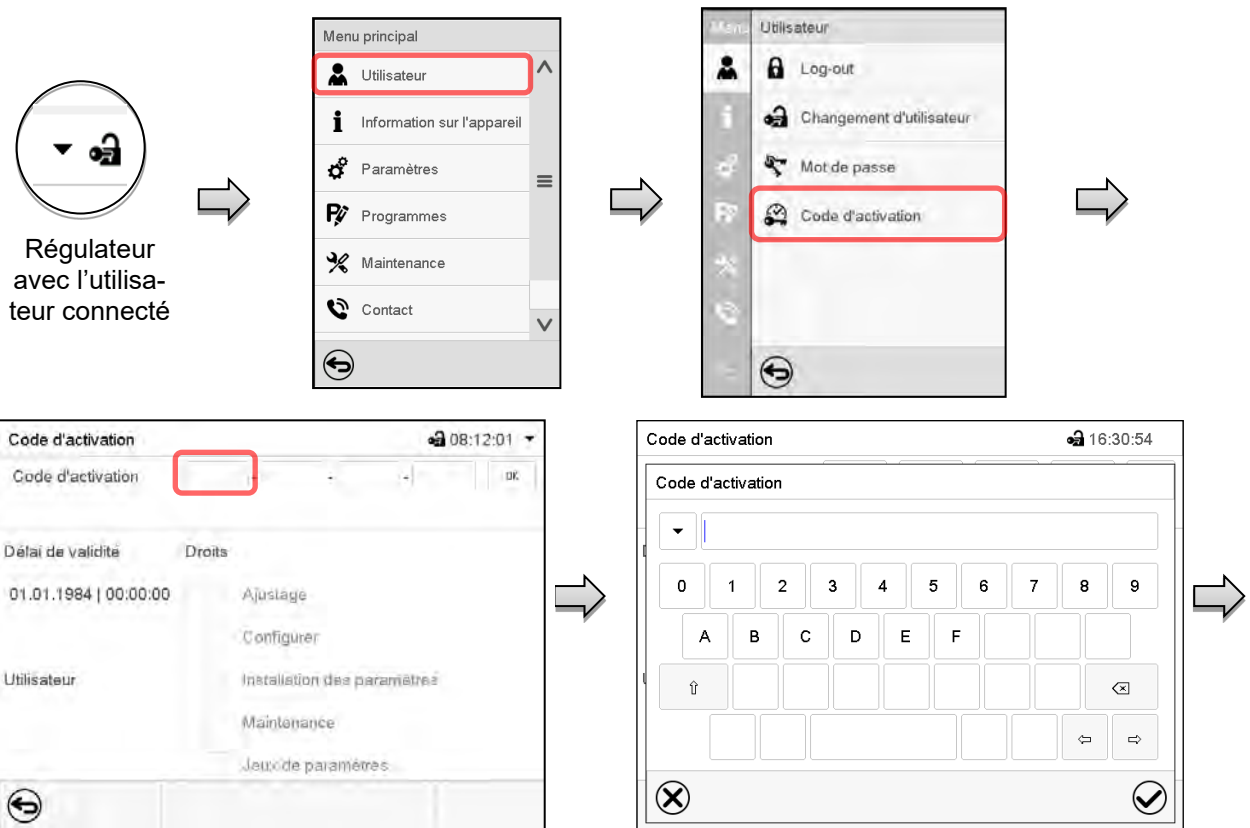 Régulateur
avec l’utilisa-
teur connecté
Menu principal
Utilisateur
Information sur l'appareil
Paramètres
Programmes
Maintenance
Contact
Menu
Utilisateur
Log-out
Changement d'utilisateur
Mot de passe
Code d'activation
Code d'activation 08:12:01
Code d'activation - - - OK
Délai de validité Droits
01.01.1984 | 00:00:00 Ajustage
Configurer
Utilisateur Installation des paramètres
Maintenance
Jeux de paramètres
Code d'activation 16:30:54
Code d'activation
0 1 2 3 4 5 6 7 8 9
A B C D E F